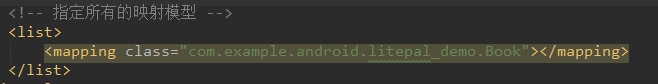 <!-- 指定所有的映射模型 -->
<list>
<mapping class="com.example.android.litepal_demo.Book"></mapping>
</list>